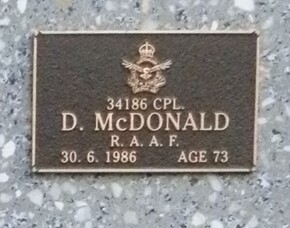 34186 CPL.
D. McDONALD
R. A. A. F.
30. 6. 1986 AGE 73